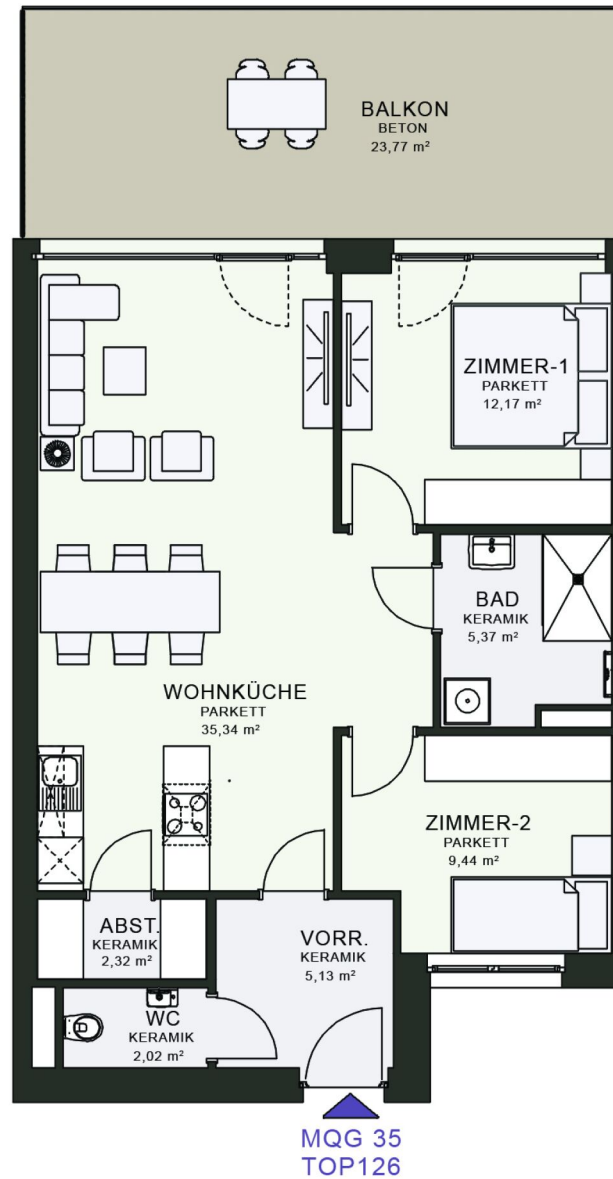 BALKON
BETON
23,77 m²
ZIMMER-1
PARKETT
12,17 m²
BAD
KERAMIK
5,37 m²
WOHNKÜCHE
PARKETT
35,34 m²
ZIMMER-2
PARKETT
9,44 m²
ABST.
KERAMIK
2,32 m²
VORR.
KERAMIK
5,13 m²
WC
KERAMIK
2,02 m²
MQG 35
TOP126